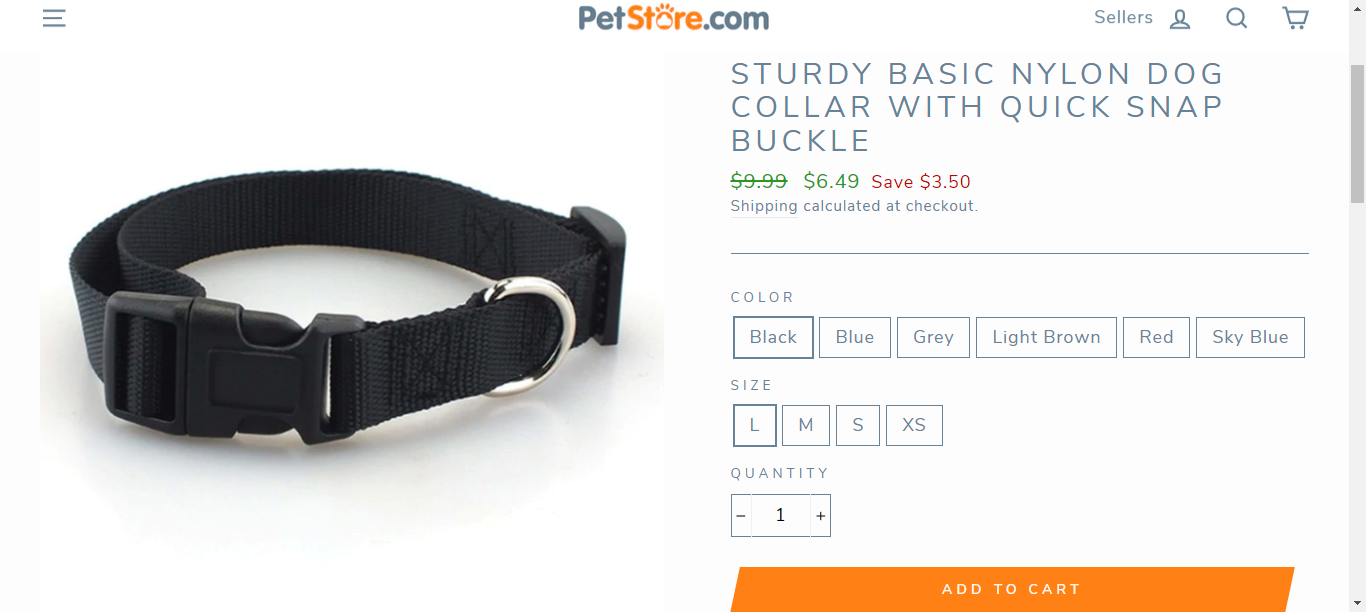 PetStore.com
Sellers
STURDY BASIC NYLON DOG
COLLAR WITH QUICK SNAP
BUCKLE
$9.99 $6.49 Save $3.50
Shipping calculated at checkout.
COLOR
Black Blue Grey Light Brown Red Sky Blue
SIZE
L M S XS
QUANTITY
− 1 +
ADD TO CART